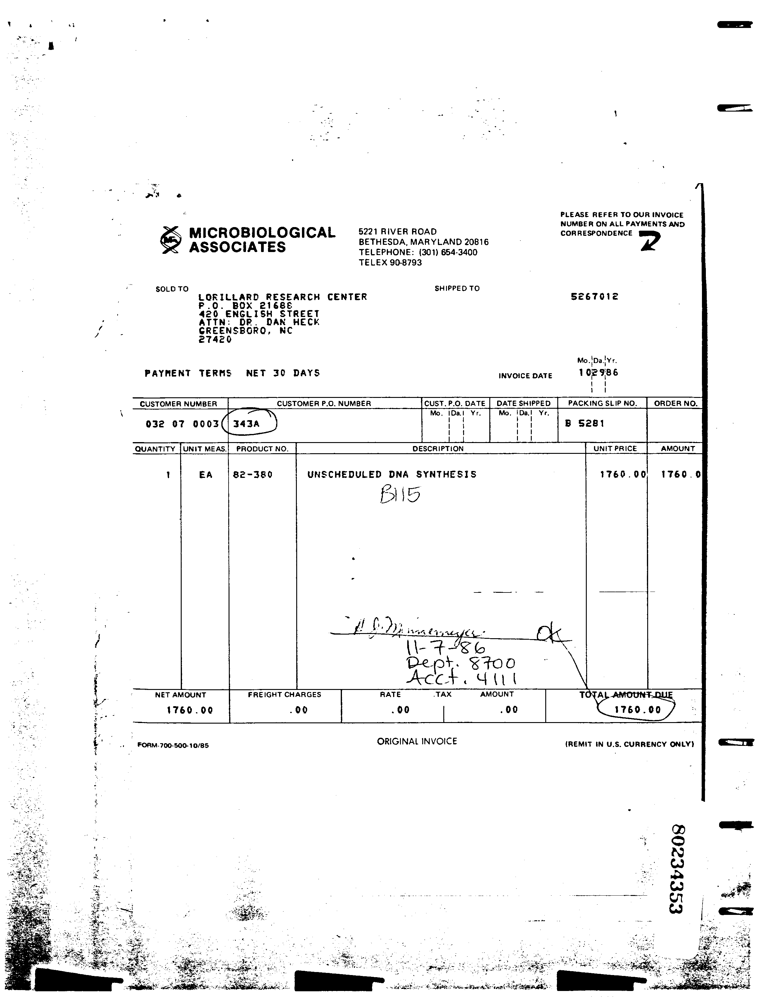 PLEASE REFER TO OUR INVOICE
NUMBER ON ALL PAYMENTS AND
CORRESPONDENCE
MICROBIOLOGICAL
ASSOCIATES
5221 RIVER ROAD
BETHESDA, MARYLAND 20816
TELEPHONE: (301) 654-3400
TELEX 90-8793
SOLD TO
LORILLARD RESEARCH CENTER
P.O. BOX 21688
420 ENGLISH STREET
ATTN: DR. DAN HECK
GREENSBORO, NC
27420
SHIPPED TO
5267012
PAYMENT TERMS NET 30 DAYS
INVOICE DATE
Mo. Da. Yr.
102986
CUSTOMER NUMBER CUSTOMER P.O. NUMBER CUST. P.O. DATE DATE SHIPPED PACKING SLIP NO. ORDER NO.
Mo. Da. Yr. Mo. Da. Yr.
032 07 0003 343A B 5281
QUANTITY UNIT MEAS. PRODUCT NO. DESCRIPTION UNIT PRICE AMOUNT
1 EA 82-380 UNSCHEDULED DNA SYNTHESIS 1760.00 1760.0
B115
OK
11-7-86
Dept. 8700
Acct. 4111
NET AMOUNT FREIGHT CHARGES RATE .TAX AMOUNT TOTAL AMOUNT DUE
1760.00 .00 .00 .00 1760.00
FORM-700-500-10/85 ORIGINAL INVOICE (REMIT IN U.S. CURRENCY ONLY)
80234353